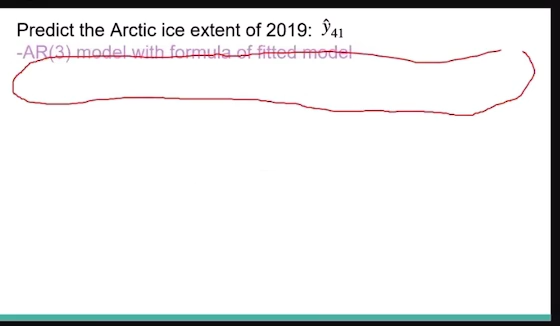 Predict the Arctic ice extent of 2019: ŷ₄₁
-AR(3) model with formula of fitted model